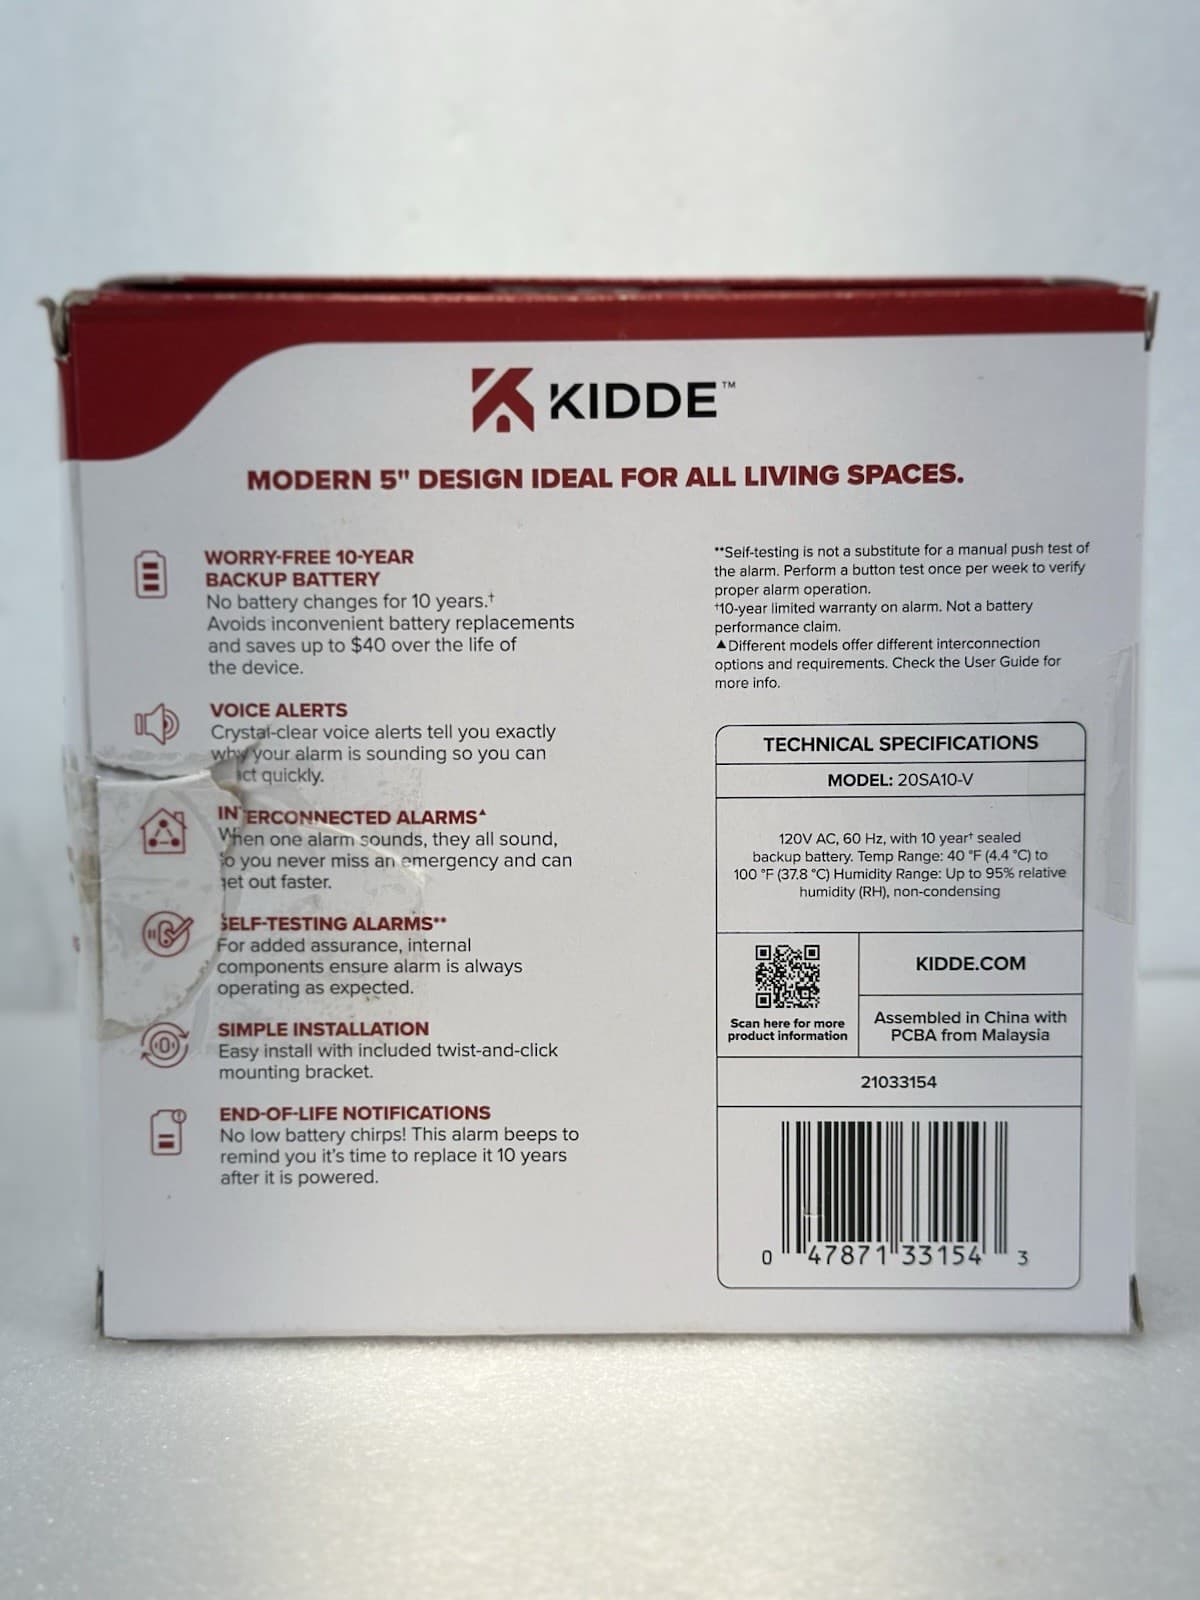 KIDDE™
MODERN 5" DESIGN IDEAL FOR ALL LIVING SPACES.
WORRY-FREE 10-YEAR
BACKUP BATTERY
No battery changes for 10 years.†
Avoids inconvenient battery replacements
and saves up to $40 over the life of
the device.
VOICE ALERTS
Crystal-clear voice alerts tell you exactly
why your alarm is sounding so you can
act quickly.
INTERCONNECTED ALARMS▲
When one alarm sounds, they all sound,
so you never miss an emergency and can
get out faster.
SELF-TESTING ALARMS**
For added assurance, internal
components ensure alarm is always
operating as expected.
SIMPLE INSTALLATION
Easy install with included twist-and-click
mounting bracket.
END-OF-LIFE NOTIFICATIONS
No low battery chirps! This alarm beeps to
remind you it's time to replace it 10 years
after it is powered.
**Self-testing is not a substitute for a manual push test of
the alarm. Perform a button test once per week to verify
proper alarm operation.
†10-year limited warranty on alarm. Not a battery
performance claim.
▲Different models offer different interconnection
options and requirements. Check the User Guide for
more info.
TECHNICAL SPECIFICATIONS
MODEL: 20SA10-V
120V AC, 60 Hz, with 10 year† sealed
backup battery. Temp Range: 40 °F (4.4 °C) to
100 °F (37.8 °C) Humidity Range: Up to 95% relative
humidity (RH), non-condensing
Scan here for more
product information
KIDDE.COM
Assembled in China with
PCBA from Malaysia
21033154
0 47871 33154 3